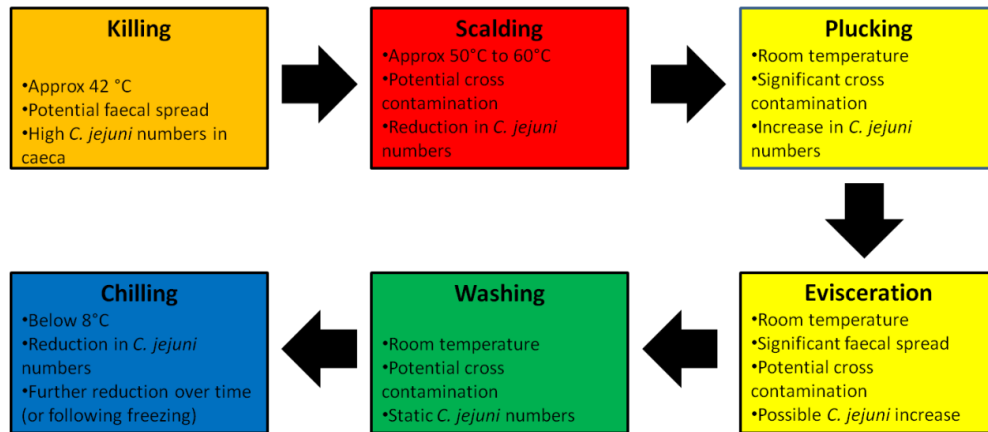 Killing
•Approx 42 °C
•Potential faecal spread
•High C. jejuni numbers in
caeca
Scalding
•Approx 50°C to 60°C
•Potential cross
contamination
•Reduction in C. jejuni
numbers
Plucking
•Room temperature
•Significant cross
contamination
•Increase in C. jejuni
numbers
Evisceration
•Room temperature
•Significant faecal spread
•Potential cross
contamination
•Possible C. jejuni increase
Washing
•Room temperature
•Potential cross
contamination
•Static C. jejuni numbers
Chilling
•Below 8°C
•Reduction in C. jejuni
numbers
•Further reduction over time
(or following freezing)